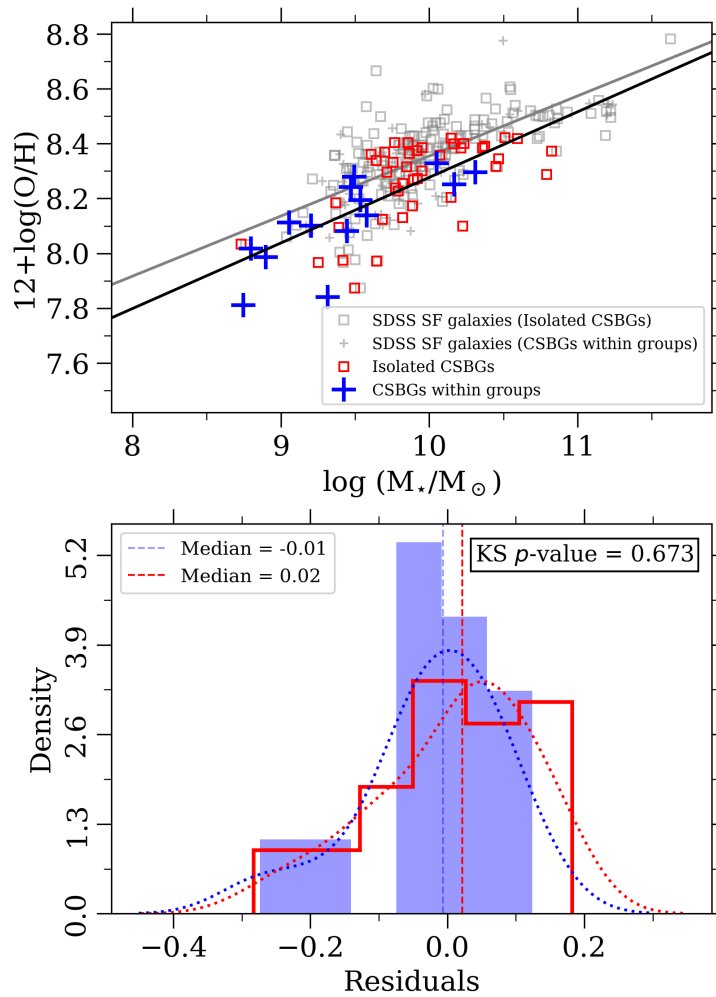 8.8
8.6
8.4
8.2
8.0
7.8
7.6
12+log(O/H)
SDSS SF galaxies (Isolated CSBGs)
SDSS SF galaxies (CSBGs within groups)
Isolated CSBGs
CSBGs within groups
8 9 10 11
log (M⋆/M⊙)
Median = -0.01
Median = 0.02
KS p-value = 0.673
5.2
3.9
2.6
1.3
0.0
Density
−0.4 −0.2 0.0 0.2
Residuals